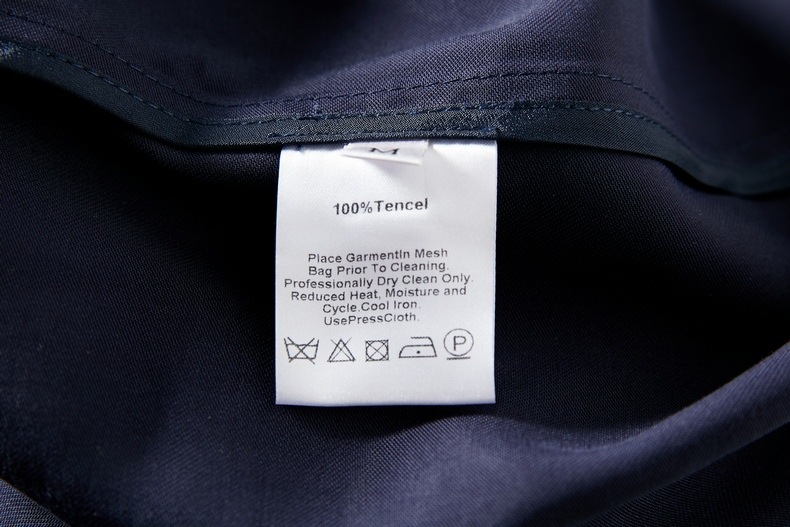 M
100%Tencel
Place GarmentIn Mesh
Bag Prior To Cleaning.
Professionally Dry Clean Only.
Reduced Heat, Moisture and
Cycle.Cool Iron.
UsePressCloth.
P